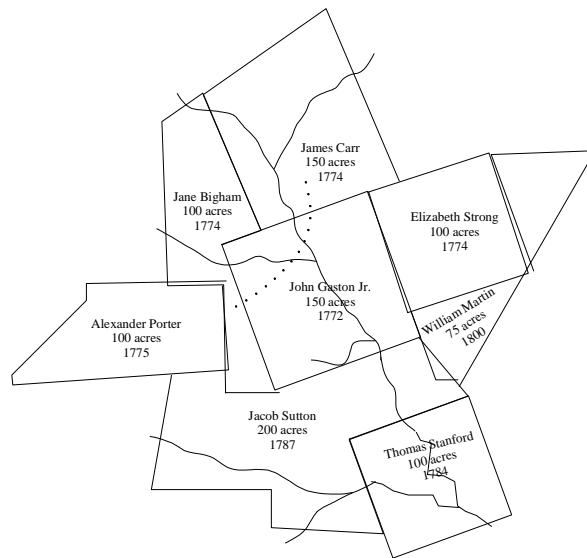 James Carr
150 acres
1774
Jane Bigham
100 acres
1774
Elizabeth Strong
100 acres
1774
John Gaston Jr.
150 acres
1772
William Martin
75 acres
1800
Alexander Porter
100 acres
1775
Jacob Sutton
200 acres
1787
Thomas Stanford
100 acres
1784